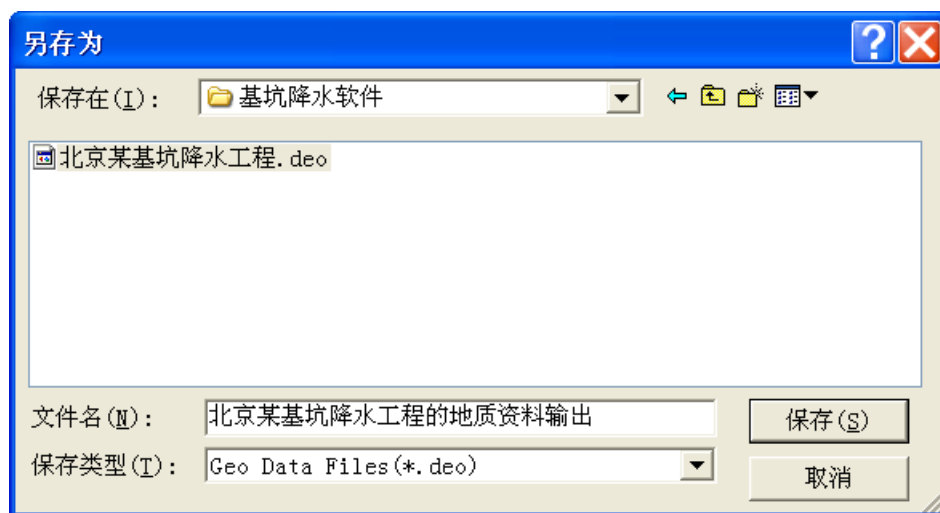 另存为
保存在(I): 基坑降水软件
北京某基坑降水工程.deo
文件名(N): 北京某基坑降水工程的地质资料输出 保存(S)
保存类型(T): Geo Data Files(*.deo) 取消